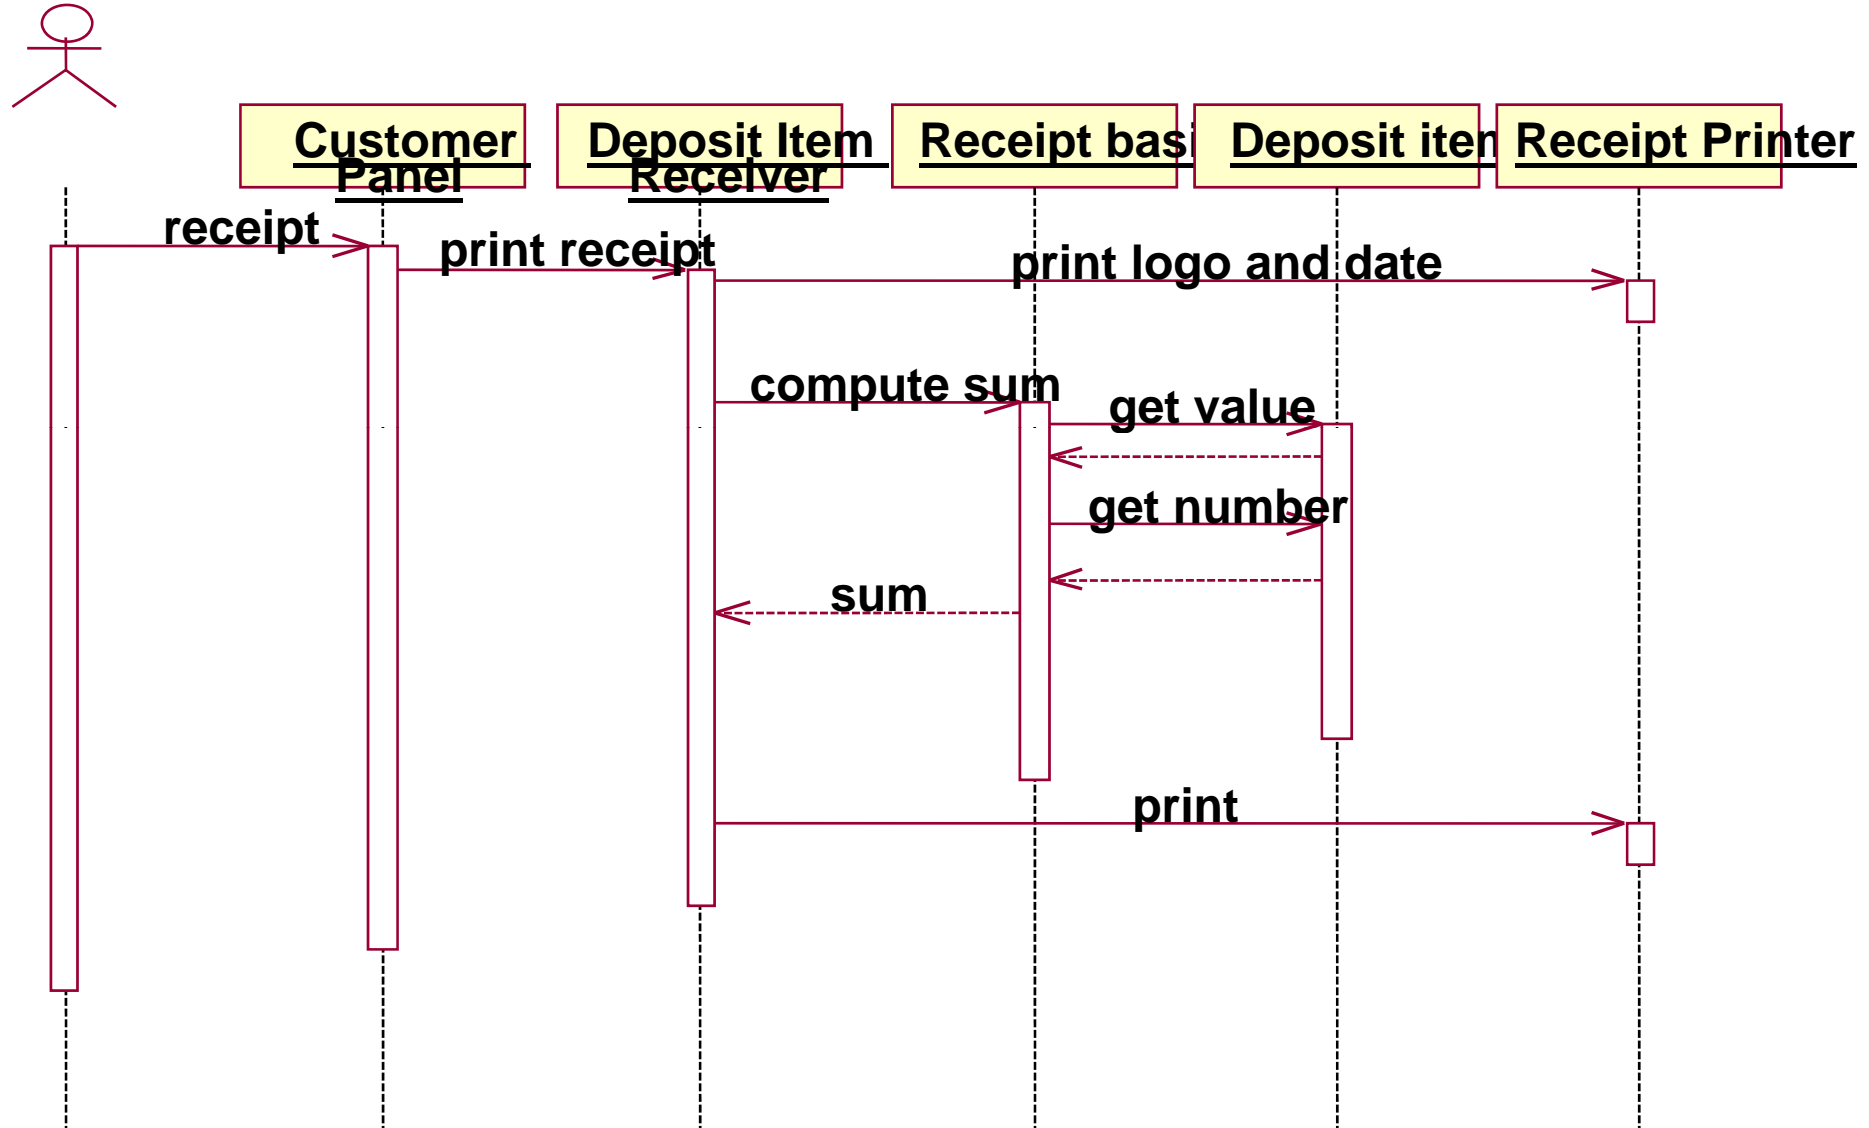 Customer
Panel
Deposit Item
Receiver
Receipt basi
Deposit iten
Receipt Printer
receipt
print receipt
print logo and date
compute sum
get value
get number
sum
print